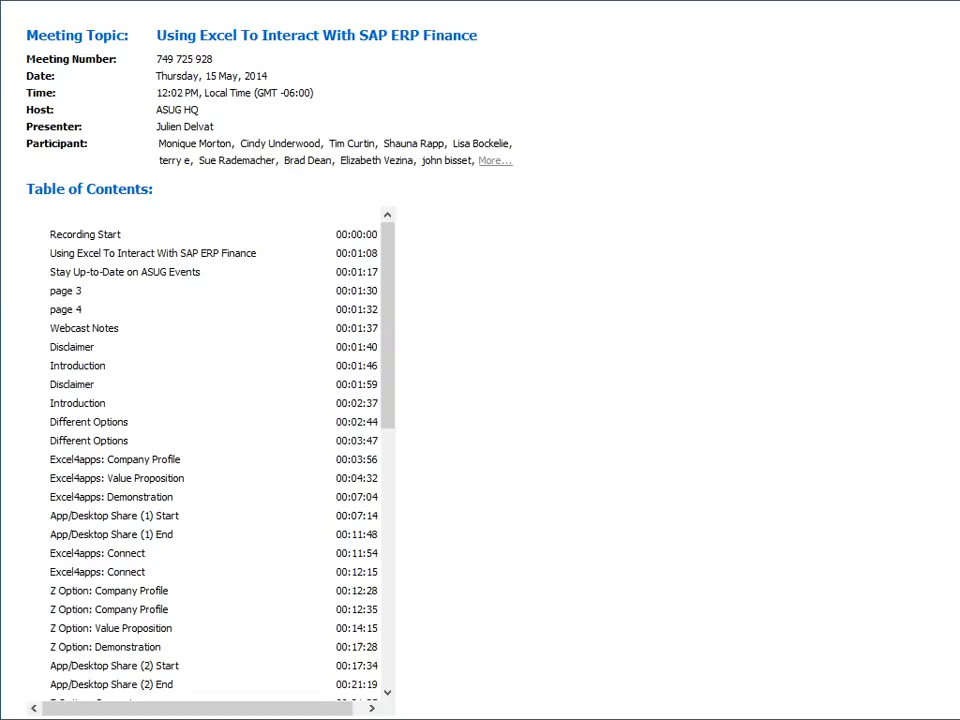 Meeting Topic: Using Excel To Interact With SAP ERP Finance
Meeting Number: 749 725 928
Date: Thursday, 15 May, 2014
Time: 12:02 PM, Local Time (GMT -06:00)
Host: ASUG HQ
Presenter: Julien Delvat
Participant: Monique Morton, Cindy Underwood, Tim Curtin, Shauna Rapp, Lisa Bockelie,
terry e, Sue Rademacher, Brad Dean, Elizabeth Vezina, john bisset, More...
Table of Contents:
Recording Start 00:00:00
Using Excel To Interact With SAP ERP Finance 00:01:08
Stay Up-to-Date on ASUG Events 00:01:17
page 3 00:01:30
page 4 00:01:32
Webcast Notes 00:01:37
Disclaimer 00:01:40
Introduction 00:01:46
Disclaimer 00:01:59
Introduction 00:02:37
Different Options 00:02:44
Different Options 00:03:47
Excel4apps: Company Profile 00:03:56
Excel4apps: Value Proposition 00:04:32
Excel4apps: Demonstration 00:07:04
App/Desktop Share (1) Start 00:07:14
App/Desktop Share (1) End 00:11:48
Excel4apps: Connect 00:11:54
Excel4apps: Connect 00:12:15
Z Option: Company Profile 00:12:28
Z Option: Company Profile 00:12:35
Z Option: Value Proposition 00:14:15
Z Option: Demonstration 00:17:28
App/Desktop Share (2) Start 00:17:34
App/Desktop Share (2) End 00:21:19